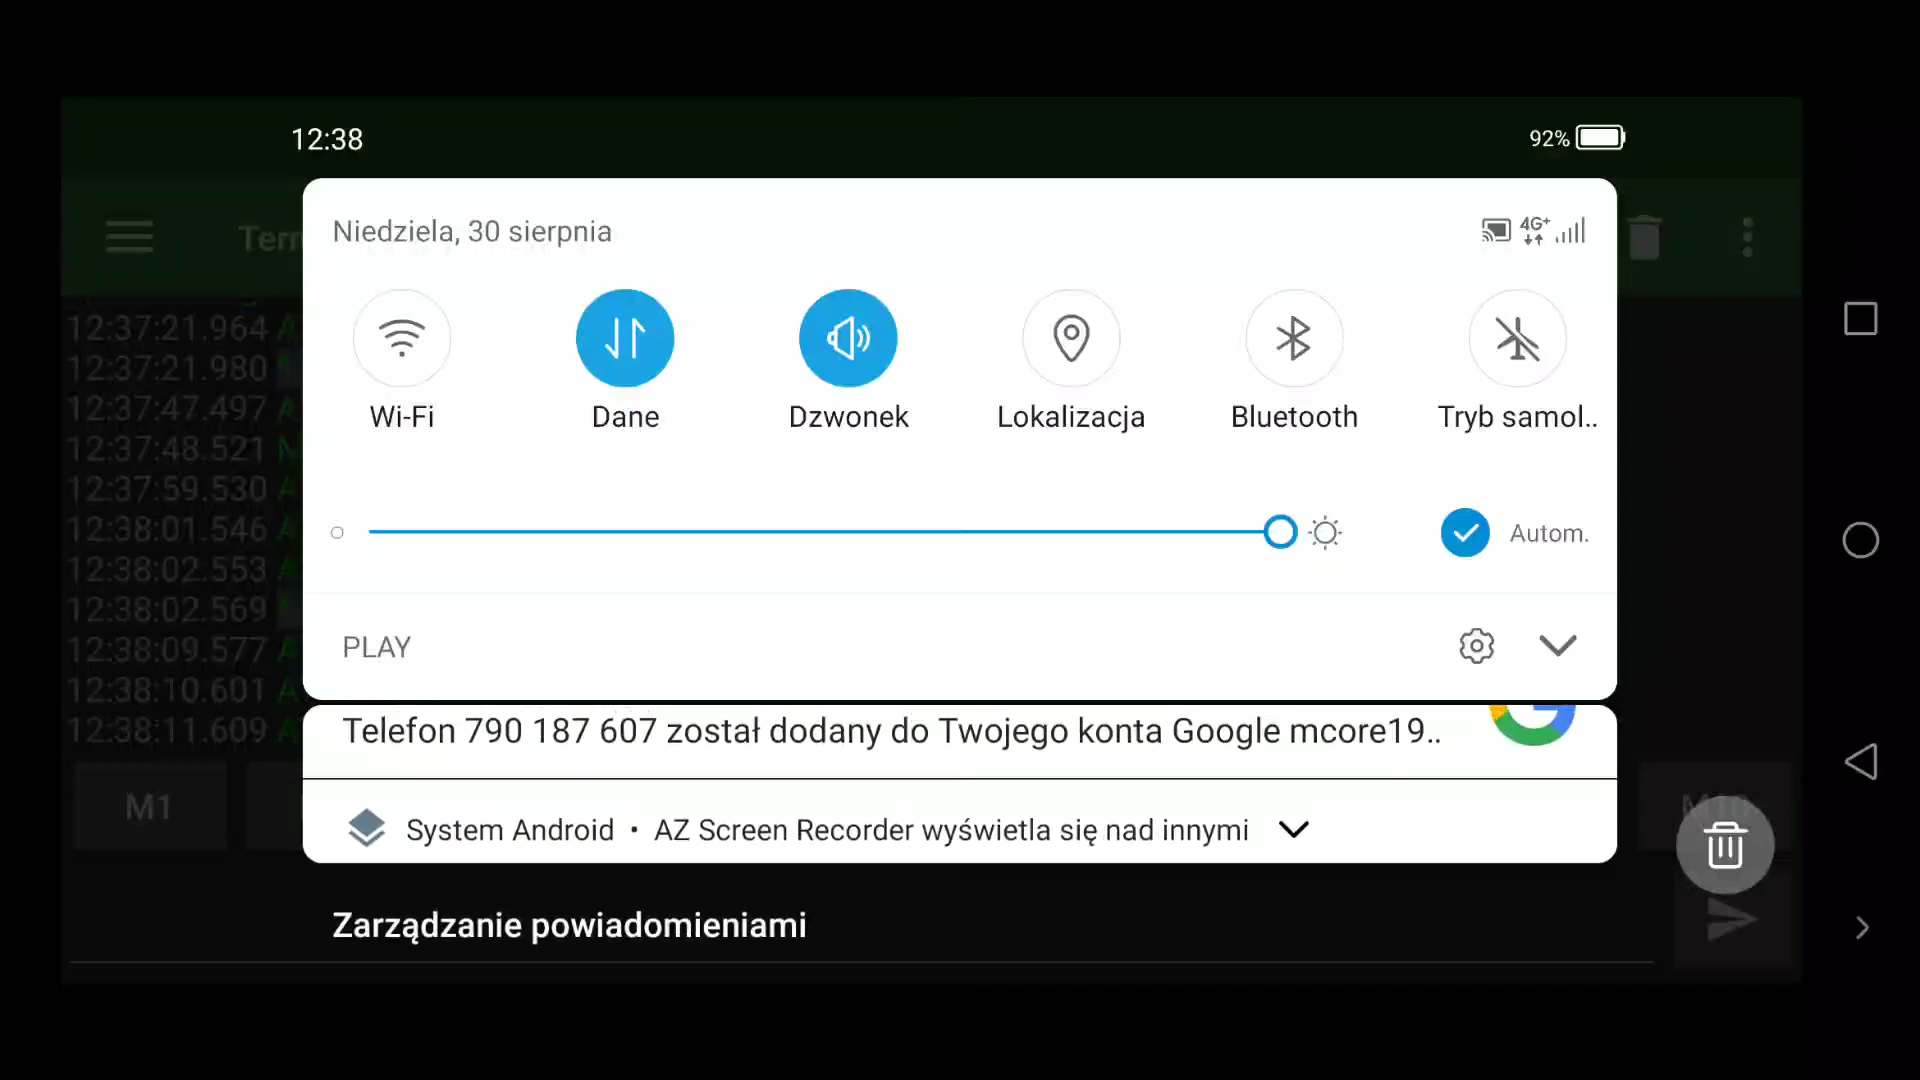 12:38
92%
Niedziela, 30 sierpnia
4G+
Wi-Fi
Dane
Dzwonek
Lokalizacja
Bluetooth
Tryb samol..
Autom.
PLAY
Telefon 790 187 607 został dodany do Twojego konta Google mcore19..
System Android • AZ Screen Recorder wyświetla się nad innymi
Zarządzanie powiadomieniami
12:37:21.964
12:37:21.980
12:37:47.497
12:37:48.521
12:37:59.530
12:38:01.546
12:38:02.553
12:38:02.569
12:38:09.577
12:38:10.601
12:38:11.609
M1